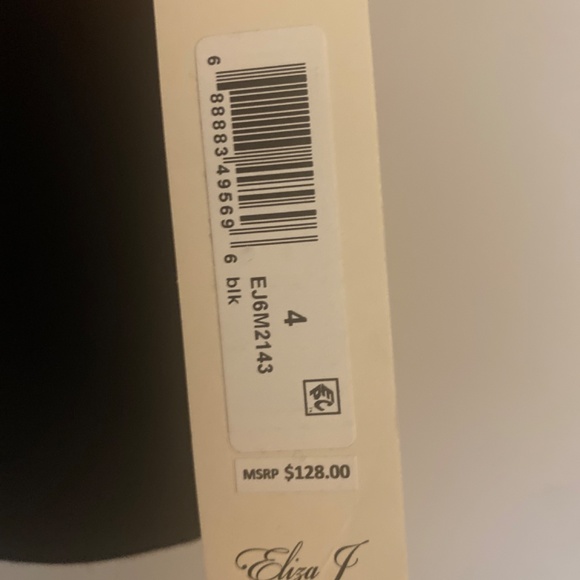 6 88883 49569 6
EJ6M2143
blk
4
MSRP $128.00
Eliza J